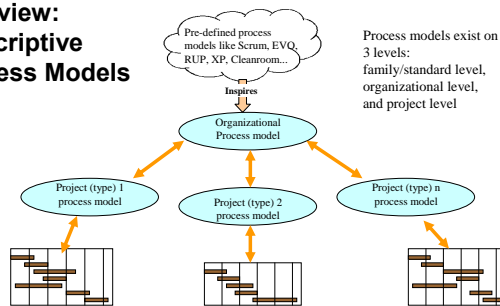 view:
criptive
ess Models
Pre-defined process
models like Scrum, EVO,
RUP, XP, Cleanroom...
Process models exist on
3 levels:
family/standard level,
organizational level,
and project level
Inspires
Organizational
Process model
Project (type) 1
process model
Project (type) 2
process model
Project (type) n
process model